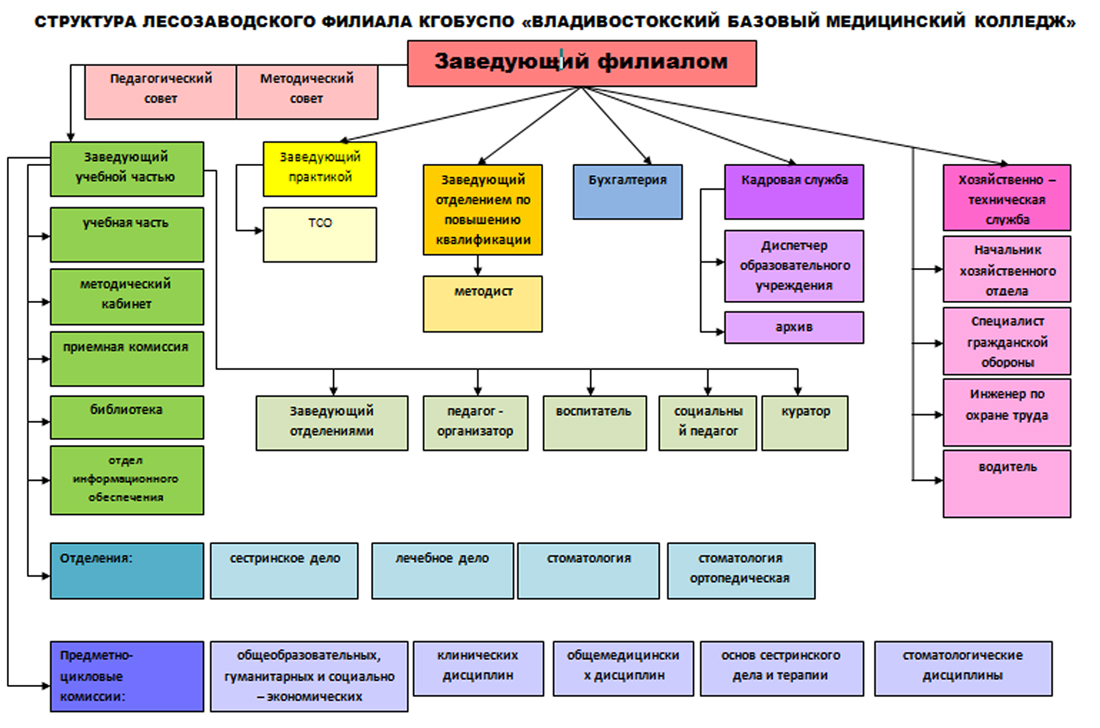 СТРУКТУРА ЛЕСОЗАВОДСКОГО ФИЛИАЛА КГОБУСПО «ВЛАДИВОСТОКСКИЙ БАЗОВЫЙ МЕДИЦИНСКИЙ КОЛЛЕДЖ»
Заведующий филиалом
Педагогический
совет
Методический
совет
Заведующий
учебной частью
учебная часть
методический
кабинет
приемная комиссия
библиотека
отдел
информационного
обеспечения
Заведующий
практикой
ТСО
Заведующий
отделением по
повышению
квалификации
методист
Бухгалтерия
Кадровая служба
Диспетчер
образовательного
учреждения
архив
Хозяйственно –
техническая
служба
Начальник
хозяйственного
отдела
Специалист
гражданской
обороны
Инженер по
охране труда
водитель
Заведующий
отделениями
педагог -
организатор
воспитатель
социальны
й педагог
куратор
Отделения:
сестринское дело
лечебное дело
стоматология
стоматология
ортопедическая
Предметно-
цикловые
комиссии:
общеобразовательных,
гуманитарных и социально
– экономических
клинических
дисциплин
общемедицински
х дисциплин
основ сестринского
дела и терапии
стоматологические
дисциплины